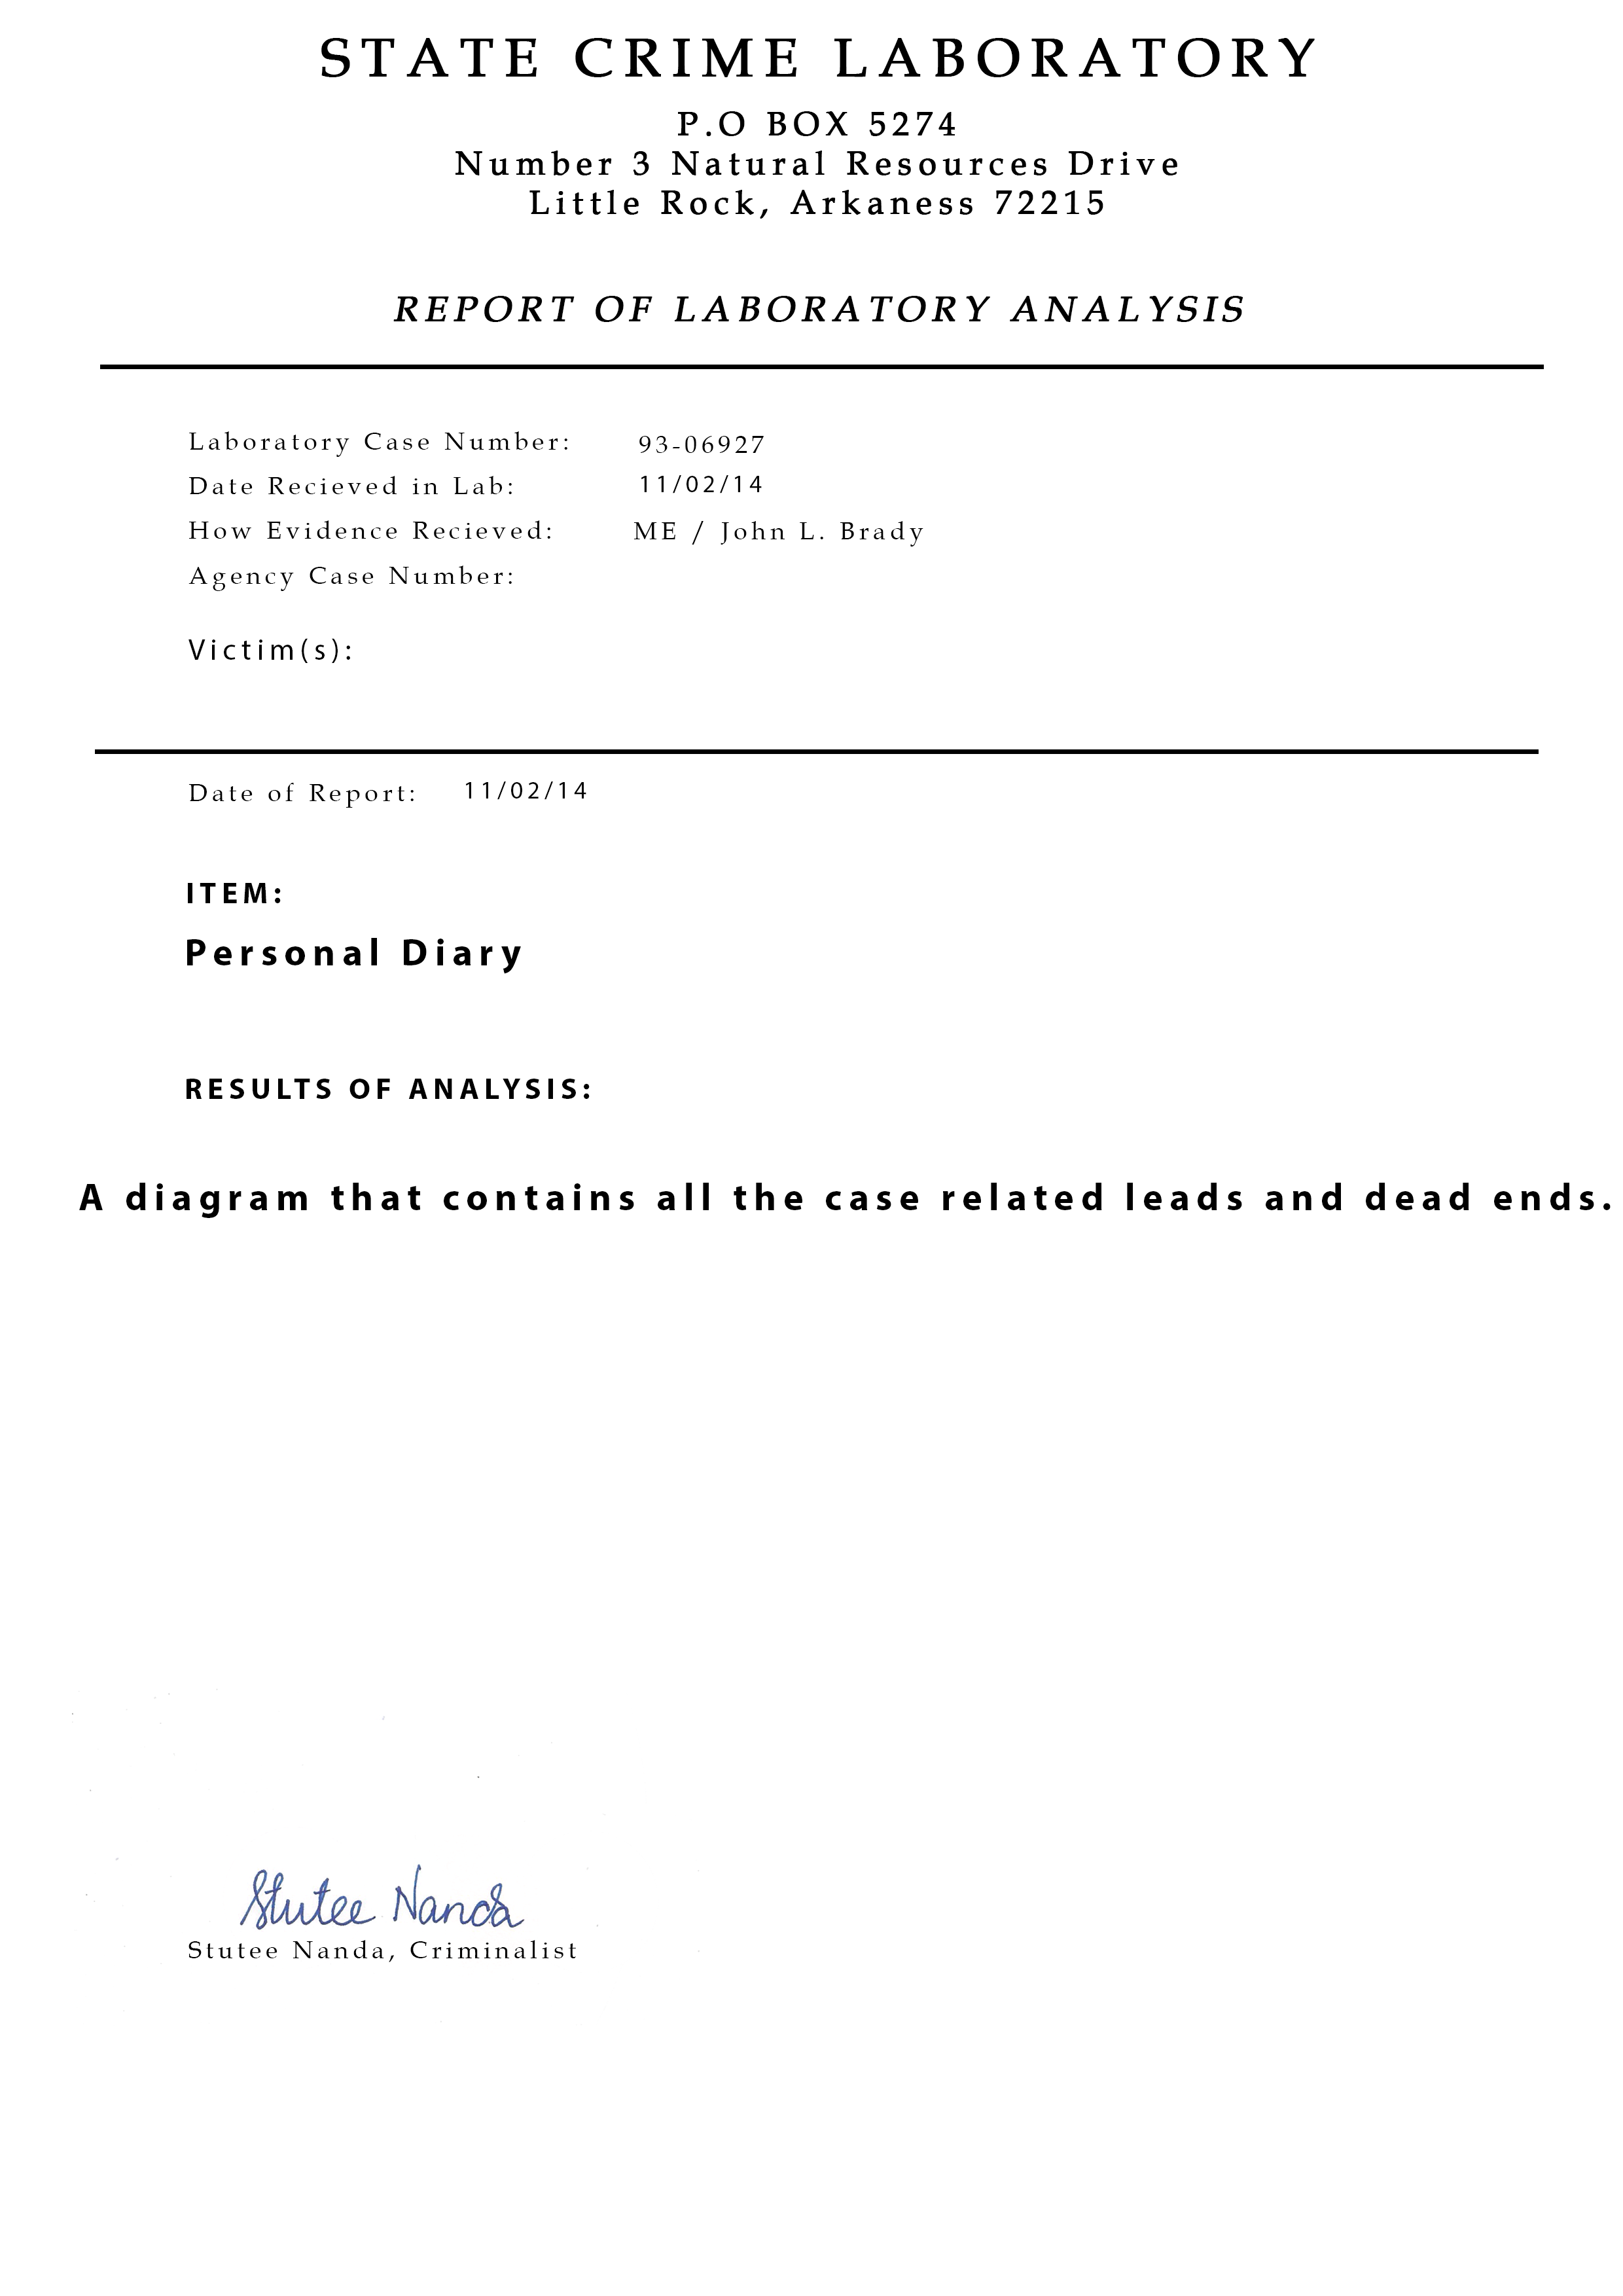 STATE CRIME LABORATORY
P.O BOX 5274
Number 3 Natural Resources Drive
Little Rock, Arkaness 72215
REPORT OF LABORATORY ANALYSIS
Laboratory Case Number: 93-06927
Date Recieved in Lab: 11/02/14
How Evidence Recieved: ME / John L. Brady
Agency Case Number:
Victim(s):
Date of Report: 11/02/14
ITEM:
Personal Diary
RESULTS OF ANALYSIS:
A diagram that contains all the case related leads and dead ends.
Stutee Nanda
Stutee Nanda, Criminalist